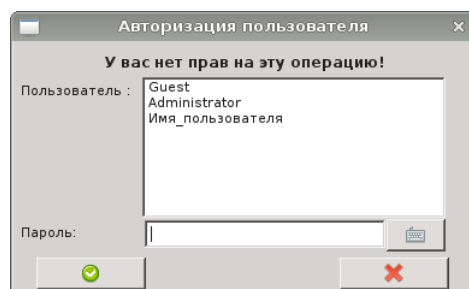 Авторизация пользователя
У вас нет прав на эту операцию!
Пользователь :
Guest
Administrator
Имя_пользователя
Пароль: